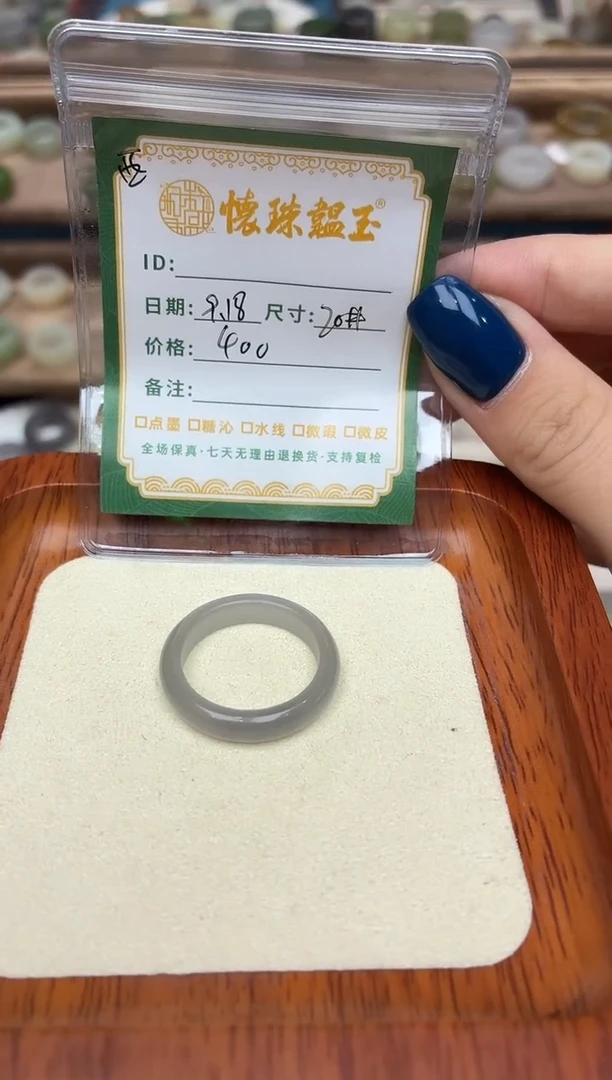 懷珠韞玉®
ID:
日期: 9.18 尺寸: 20#
价格: 400
备注:
□点墨 □糖沁 □水线 □微瑕 □微皮
全场保真·七天无理由退换货·支持复检